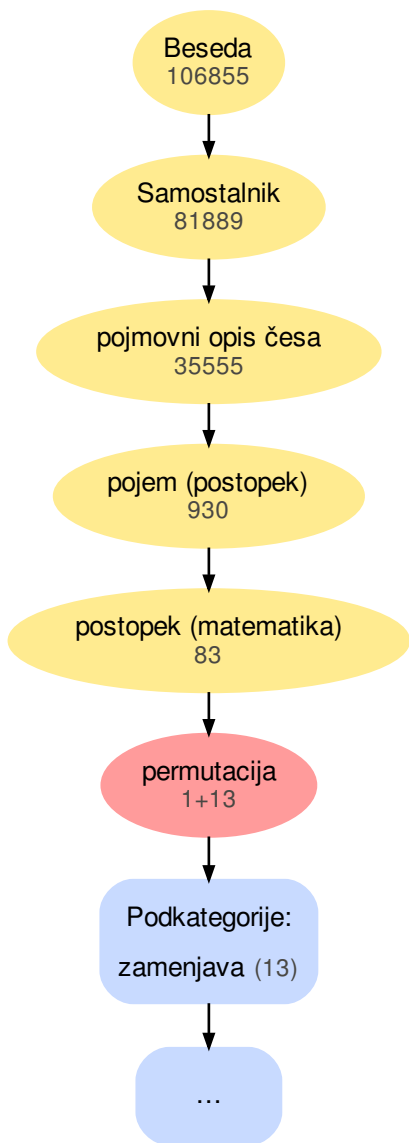 Beseda
106855
Samostalnik
81889
pojmovni opis česa
35555
pojem (postopek)
930
postopek (matematika)
83
permutacija
1+13
Podkategorije:
zamenjava (13)
...